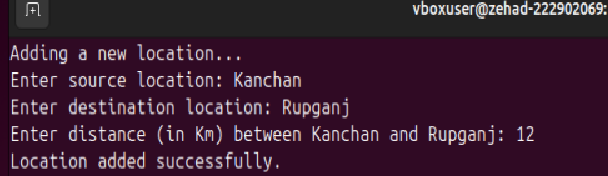 vboxuser@zehad-222902069:
Adding a new location...
Enter source location: Kanchan
Enter destination location: Rupganj
Enter distance (in Km) between Kanchan and Rupganj: 12
Location added successfully.